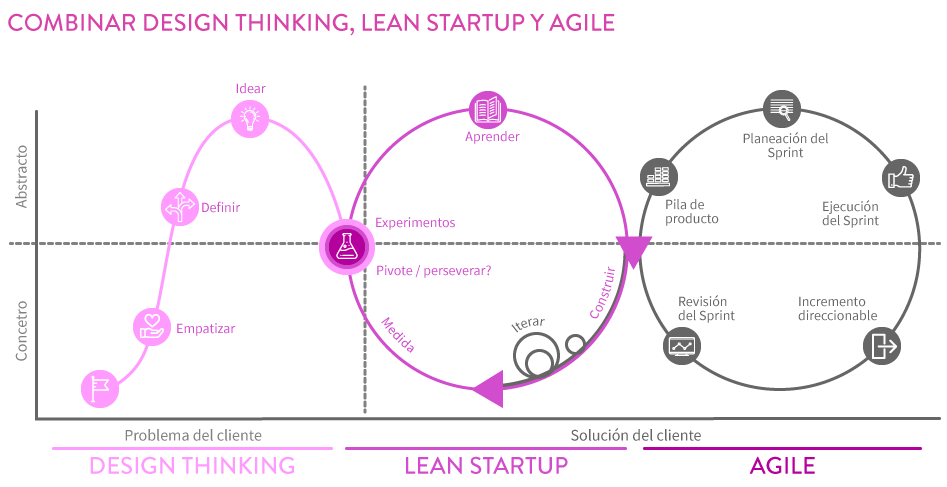 COMBINAR DESIGN THINKING, LEAN STARTUP Y AGILE
Idear
Aprender
Planeación del
Sprint
Abstracto
Definir
Experimentos
Pila de
producto
Ejecución
del Sprint
Pivote / perseverar?
Concetro
Empatizar
Medida
Iterar
Construir
Revisión
del Sprint
Incremento
direccionable
Problema del cliente
Solución del cliente
DESIGN THINKING
LEAN STARTUP
AGILE